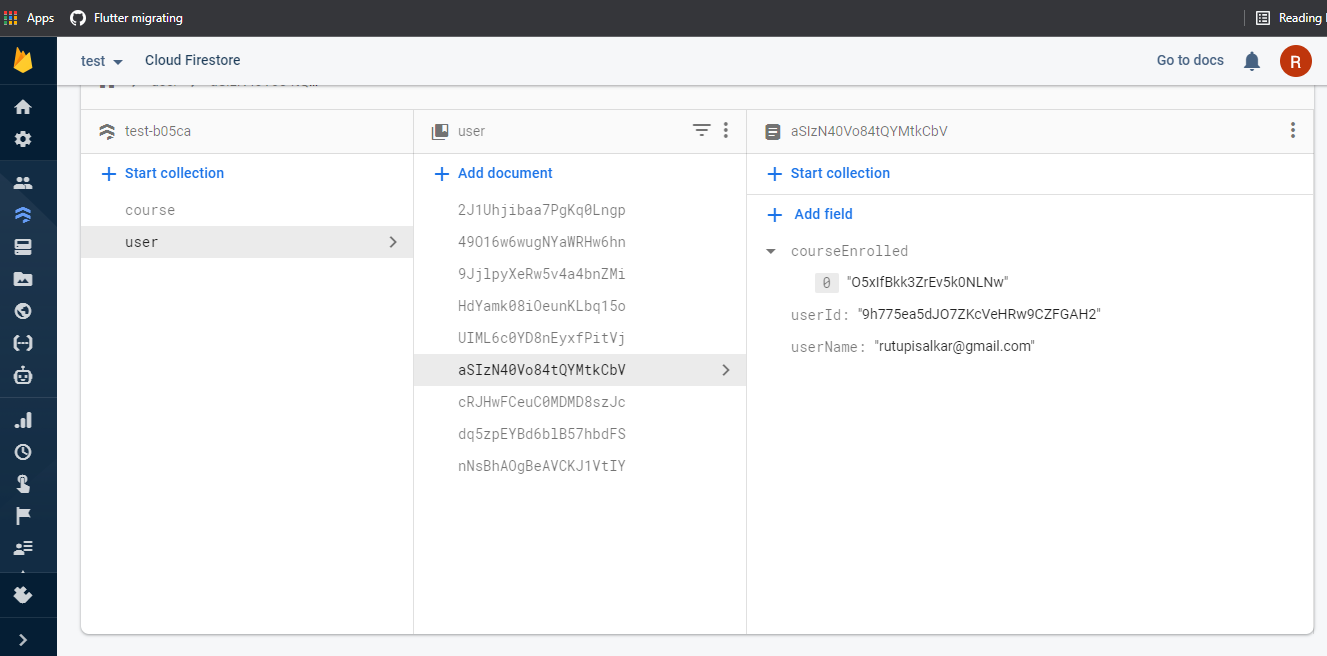 Apps Flutter migrating Reading
test Cloud Firestore Go to docs R
test-b05ca user aSIzN40Vo84tQYMtkCbV
Start collection Add document Start collection
course 2J1Uhjibaa7PgKq0Lngp Add field
user 49O16w6wugNYaWRHw6hn courseEnrolled
9JjlpyXeRw5v4a4bnZMi 0 "O5xIfBkk3ZrEv5k0NLNw"
HdYamk08iOeunKLbq15o userId: "9h775ea5dJO7ZKcVeHRw9CZFGAH2"
UIML6c0YD8nEyxfPitVj userName: "rutupisalkar@gmail.com"
aSIzN40Vo84tQYMtkCbV
cRJHwFCeuC0MDMD8szJc
dq5zpEYBd6blB57hbdFS
nNsBhAOgBeAVCKJ1VtIY